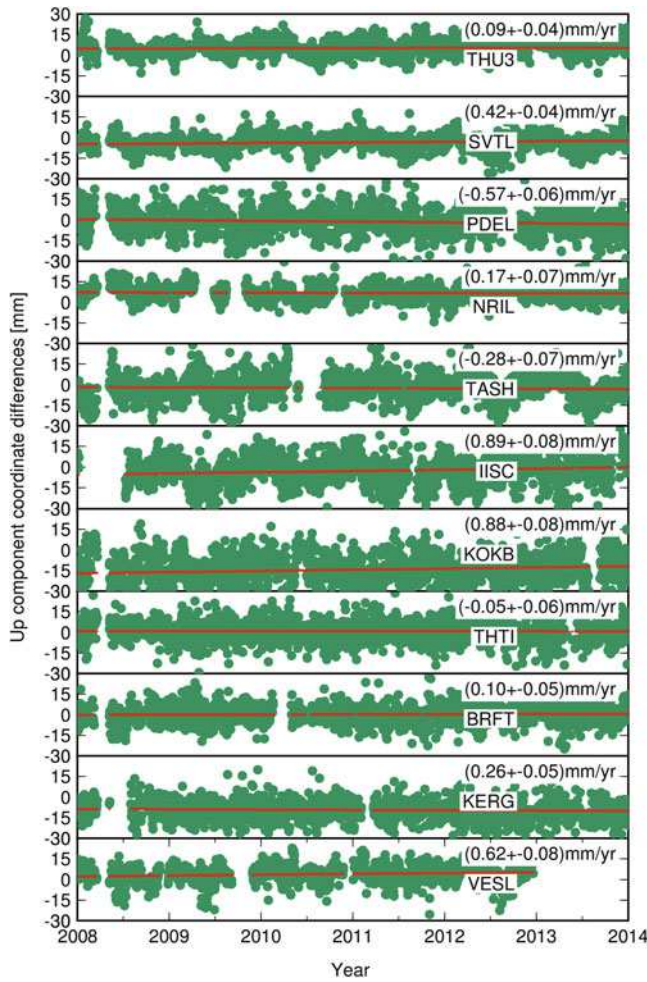 30
15
0
-15
-30
(0.09+-0.04)mm/yr
THU3
15
0
-15
-30
(0.42+-0.04)mm/yr
SVTL
15
0
-15
30
(-0.57+-0.06)mm/yr
PDEL
15
0
-15
30
(0.17+-0.07)mm/yr
NRIL
15
0
-15
-30
(-0.28+-0.07)mm/yr
TASH
15
0
-15
-30
(0.89+-0.08)mm/yr
IISC
15
0
-15
-30
(0.88+-0.08)mm/yr
KOKB
15
0
-15
-30
(-0.05+-0.06)mm/yr
THTI
15
0
-15
-30
(0.10+-0.05)mm/yr
BRFT
15
0
-15
30
(0.26+-0.05)mm/yr
KERG
15
0
-15
-30
(0.62+-0.08)mm/yr
VESL
15
0
-15
-30
Up component coordinate differences [mm]
2008 2009 2010 2011 2012 2013 2014
Year